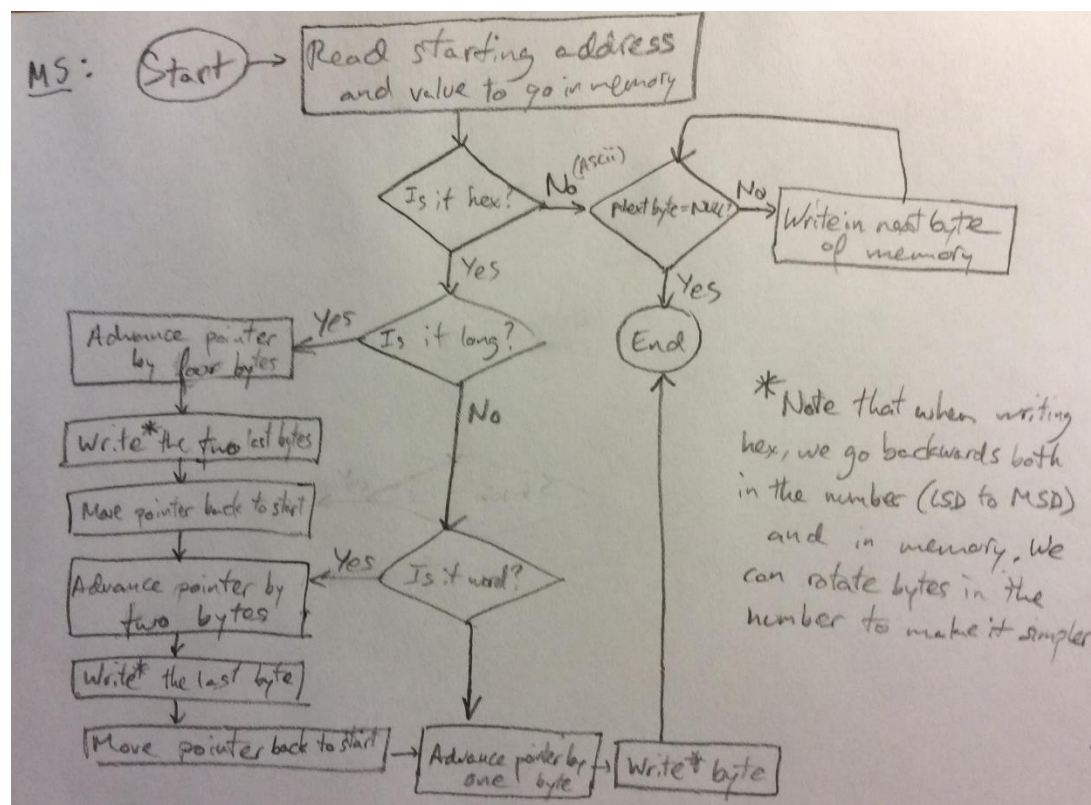 MS:
Start
Read starting address
and value to go in memory
Is it hex?
No (Ascii)
Next byte = NULL?
No
Write in next byte
of memory
Yes
Yes
End
Is it long?
Yes
Advance pointer
by four bytes
No
Write* the two last bytes
Move pointer back to start
Is it word?
Yes
Advance pointer by
two bytes
Write* the last byte
Move pointer back to start
Advance pointer by
one byte
Write* byte
*Note that when writing
hex, we go backwards both
in the number (LSD to MSD)
and in memory. We
can rotate bytes in the
number to make it simpler